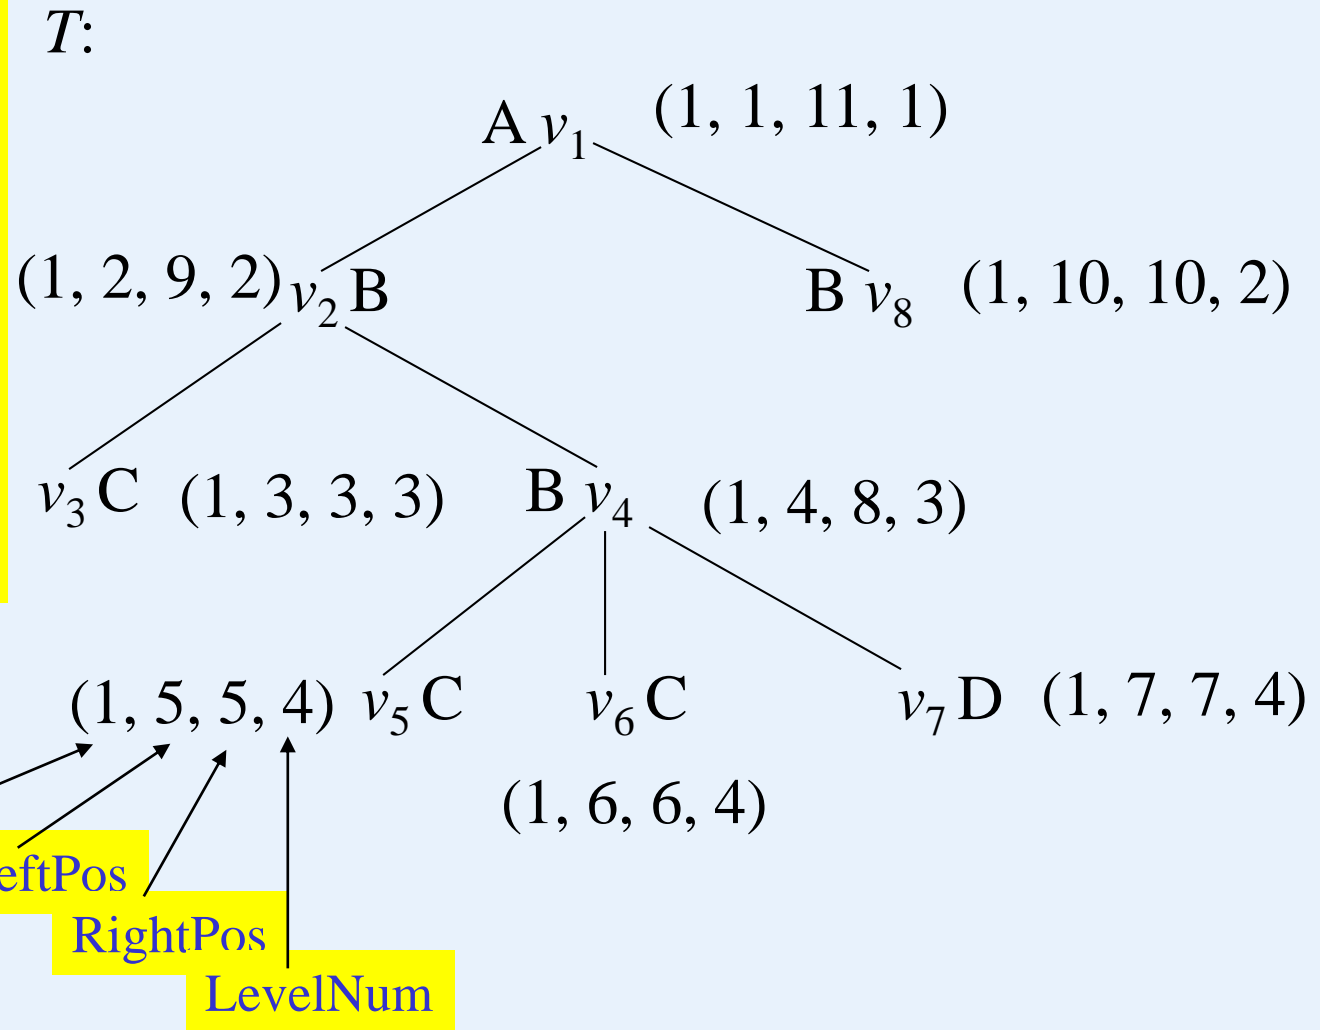 T:
A v1 (1, 1, 11, 1)
(1, 2, 9, 2) v2 B B v8 (1, 10, 10, 2)
v3 C (1, 3, 3, 3) B v4 (1, 4, 8, 3)
(1, 5, 5, 4) v5 C v6 C v7 D (1, 7, 7, 4)
(1, 6, 6, 4)
eftPos
RightPos
LevelNum